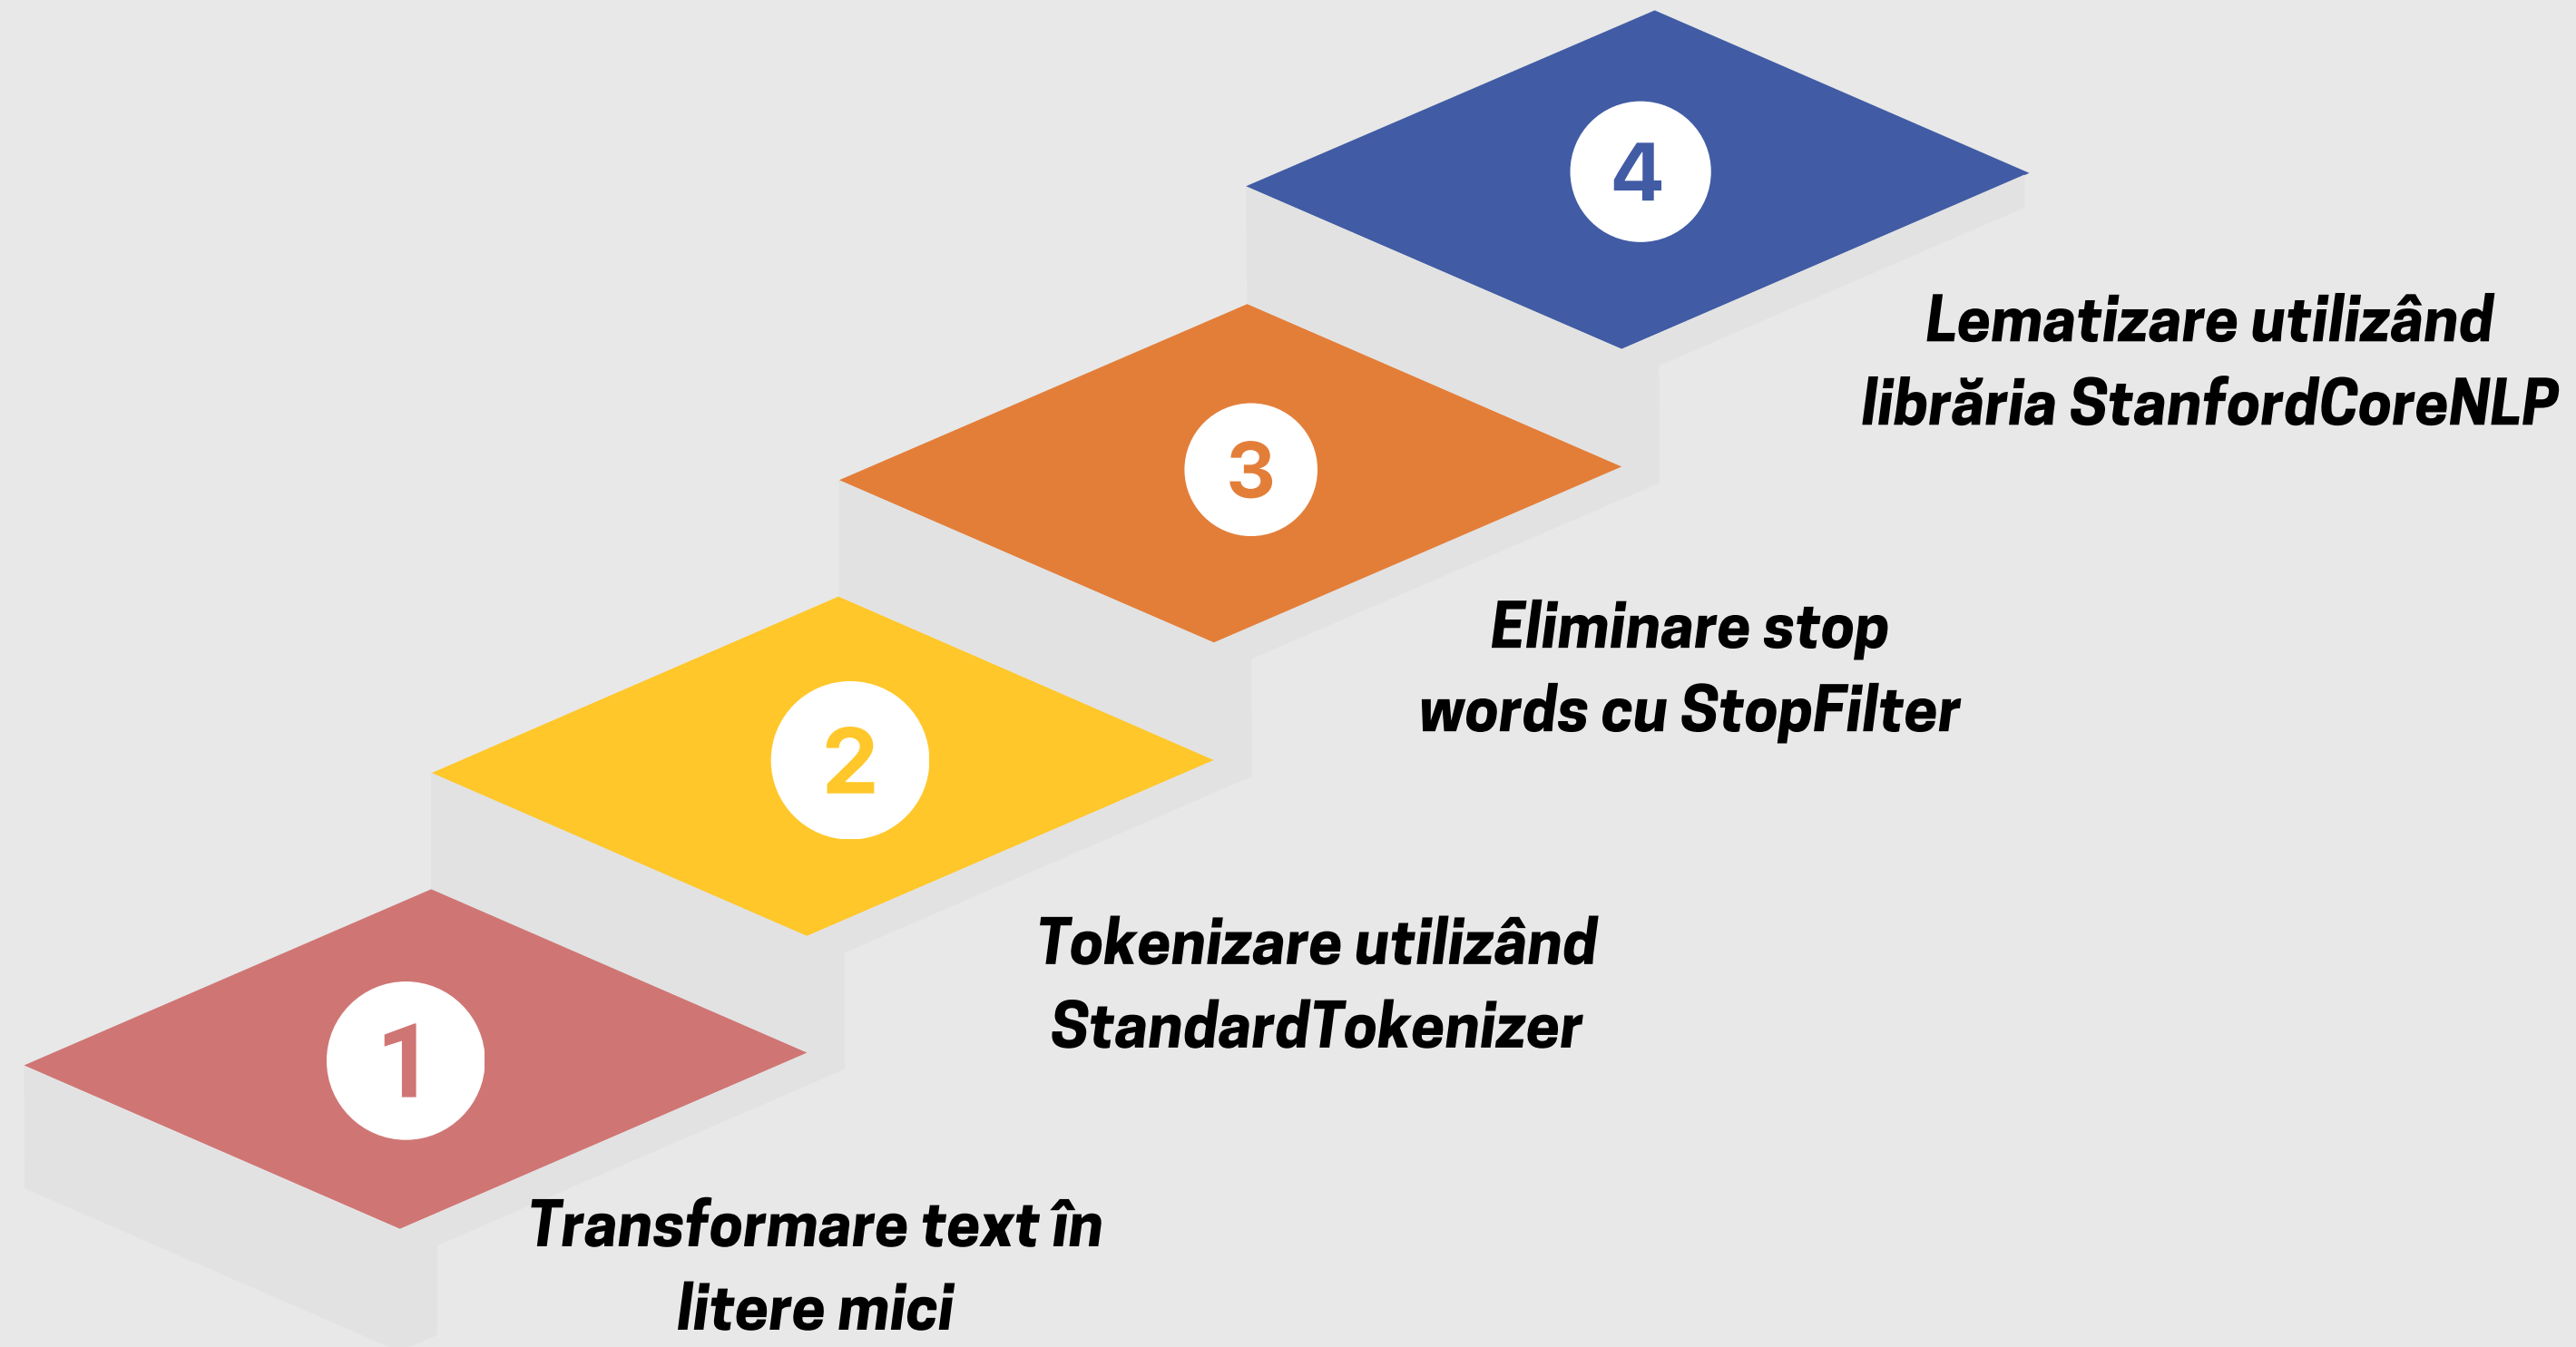 4
Lematizare utilizând
librăria StanfordCoreNLP
3
Eliminare stop
words cu StopFilter
2
Tokenizare utilizând
StandardTokenizer
1
Transformare text în
litere mici